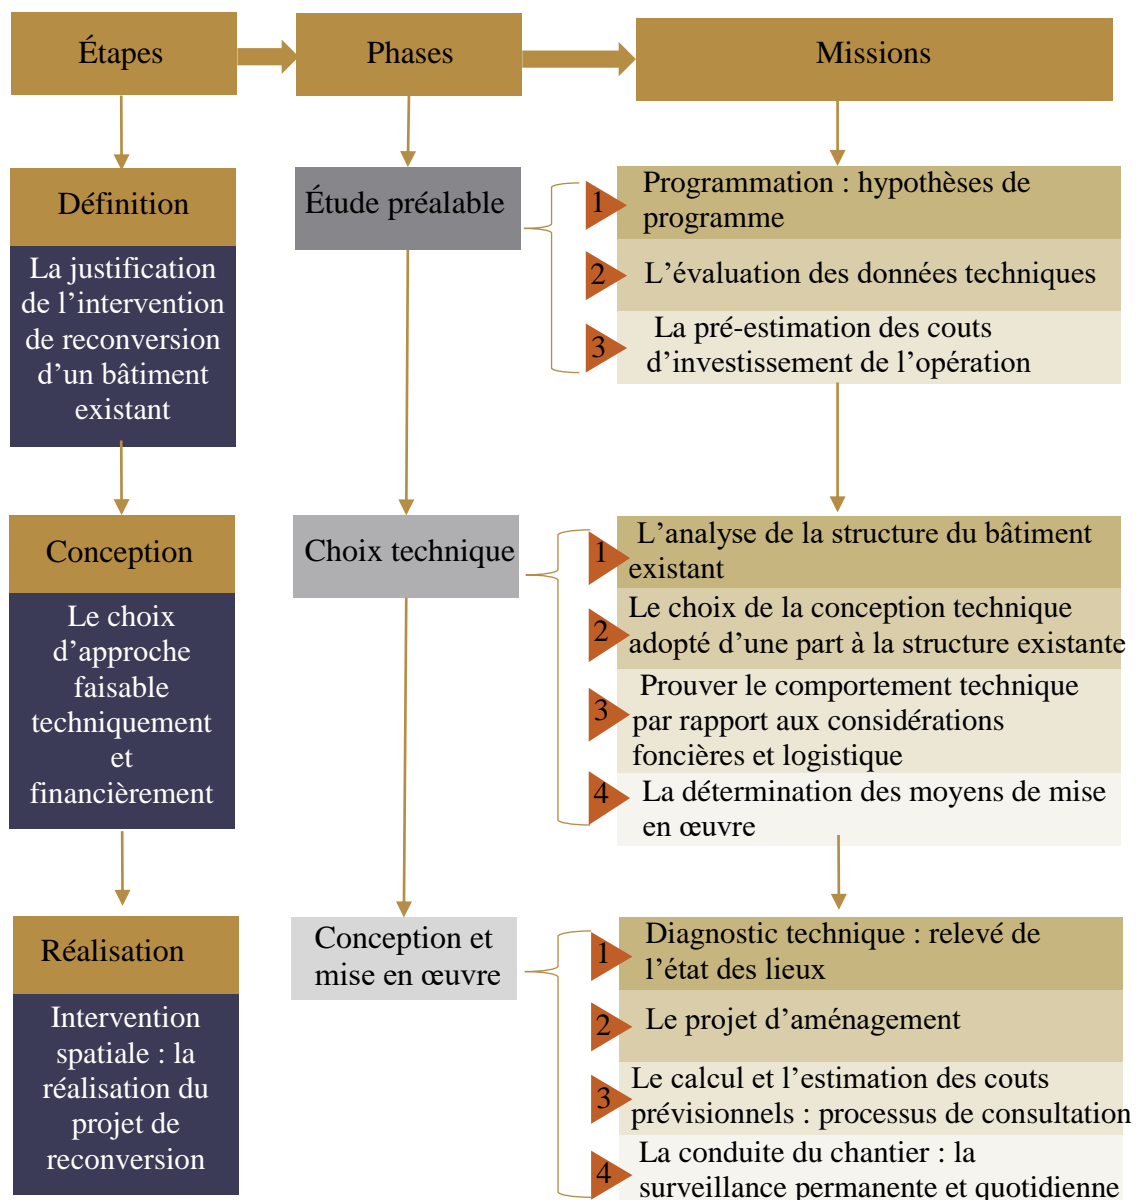 Étapes
Phases
Missions
Définition
La justification
de l’intervention
de reconversion
d’un bâtiment
existant
Étude préalable
1
Programmation : hypothèses de
programme
2
L’évaluation des données techniques
3
La pré-estimation des couts
d’investissement de l’opération
Conception
Le choix
d’approche
faisable
techniquement
et
financièrement
Choix technique
1
L’analyse de la structure du bâtiment
existant
2
Le choix de la conception technique
adopté d’une part à la structure existante
3
Prouver le comportement technique
par rapport aux considérations
foncières et logistique
4
La détermination des moyens de mise
en œuvre
Réalisation
Intervention
spatiale : la
réalisation du
projet de
reconversion
Conception et
mise en œuvre
1
Diagnostic technique : relevé de
l’état des lieux
2
Le projet d’aménagement
3
Le calcul et l’estimation des couts
prévisionnels : processus de consultation
4
La conduite du chantier : la
surveillance permanente et quotidienne